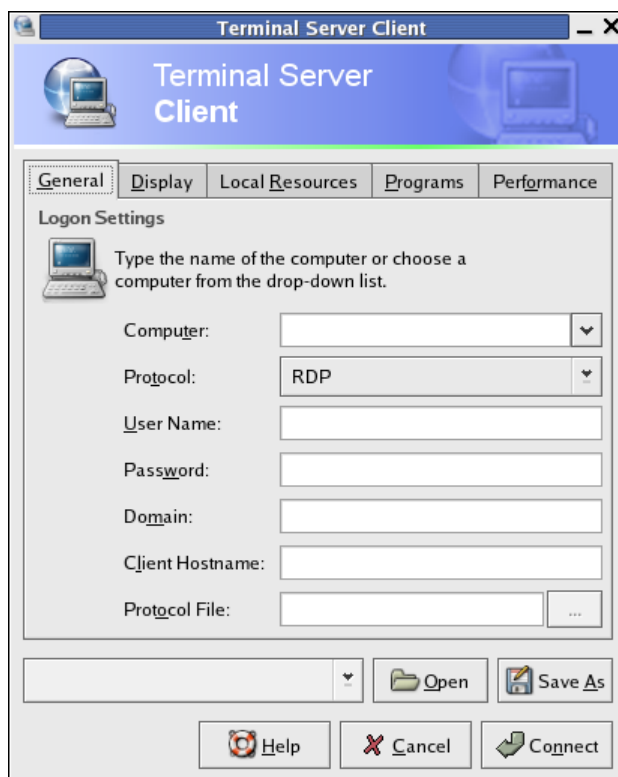 Terminal Server Client
Terminal Server
Client
General Display Local Resources Programs Performance
Logon Settings
Type the name of the computer or choose a
computer from the drop-down list.
Computer:
Protocol: RDP
User Name:
Password:
Domain:
Client Hostname:
Protocol File: ...
Open Save As
Help Cancel Connect